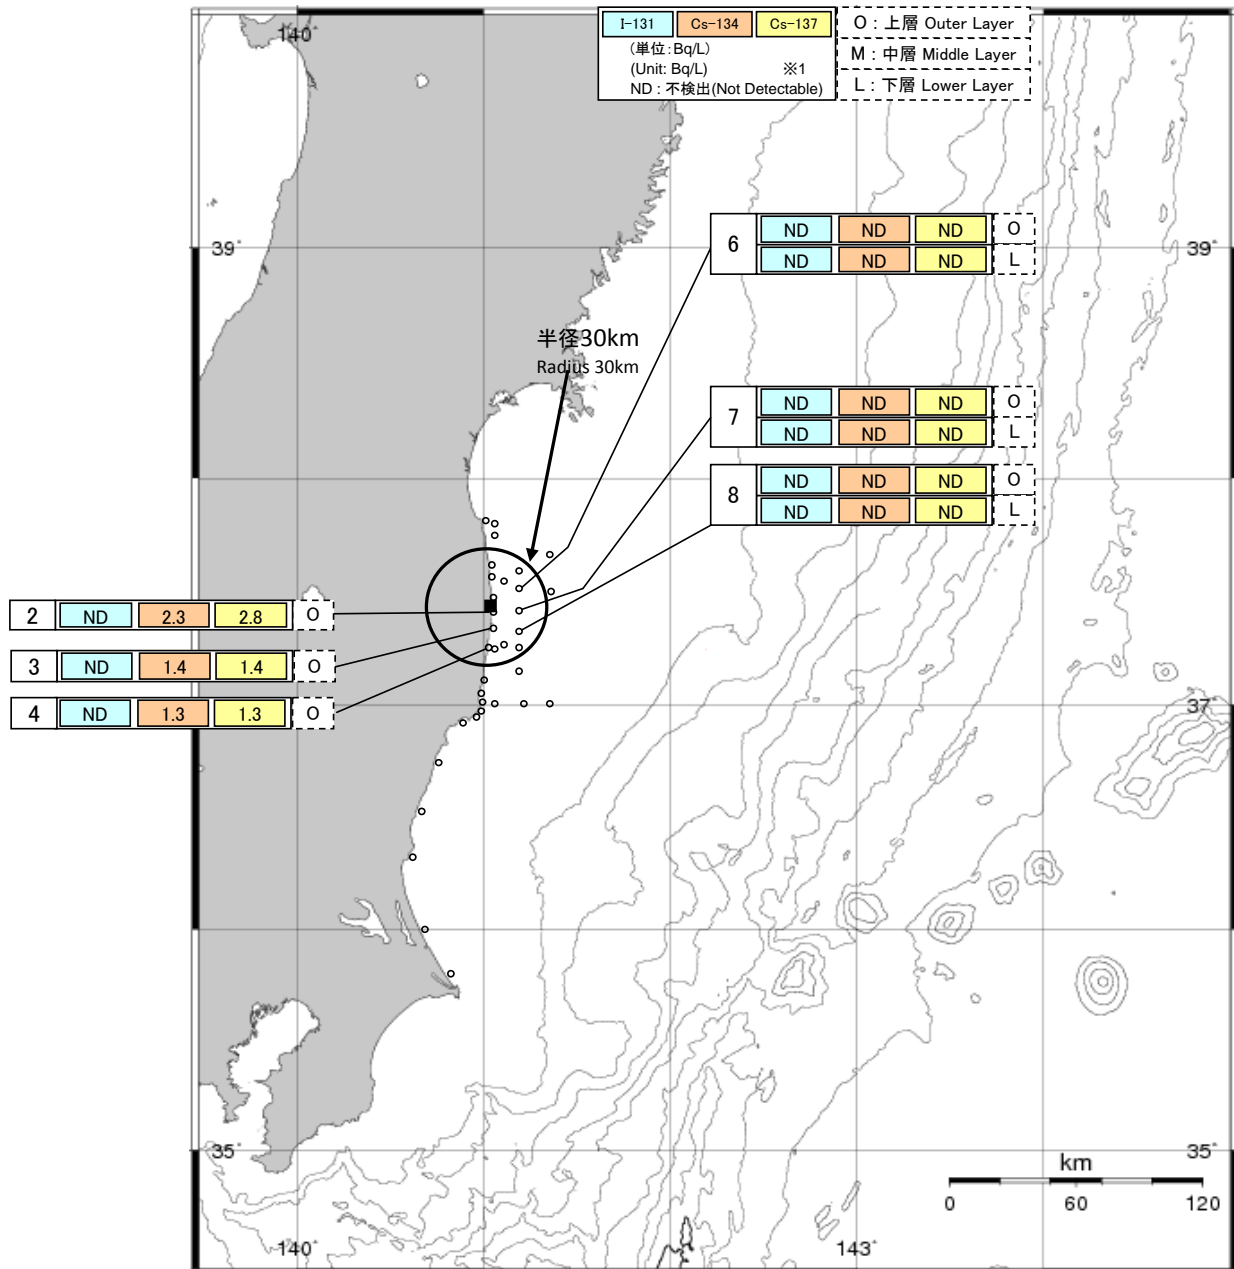 140°
I-131 Cs-134 Cs-137
(単位:Bq/L)
(Unit: Bq/L) ※1
ND : 不検出(Not Detectable)
O : 上層 Outer Layer
M : 中層 Middle Layer
L : 下層 Lower Layer
39°
39°
6 ND ND ND O
ND ND ND L
半径30km
Radius 30km
7 ND ND ND O
ND ND ND L
8 ND ND ND O
ND ND ND L
2 ND 2.3 2.8 O
3 ND 1.4 1.4 O
4 ND 1.3 1.3 O
37°
35°
35°
km
0 60 120
140°
143°